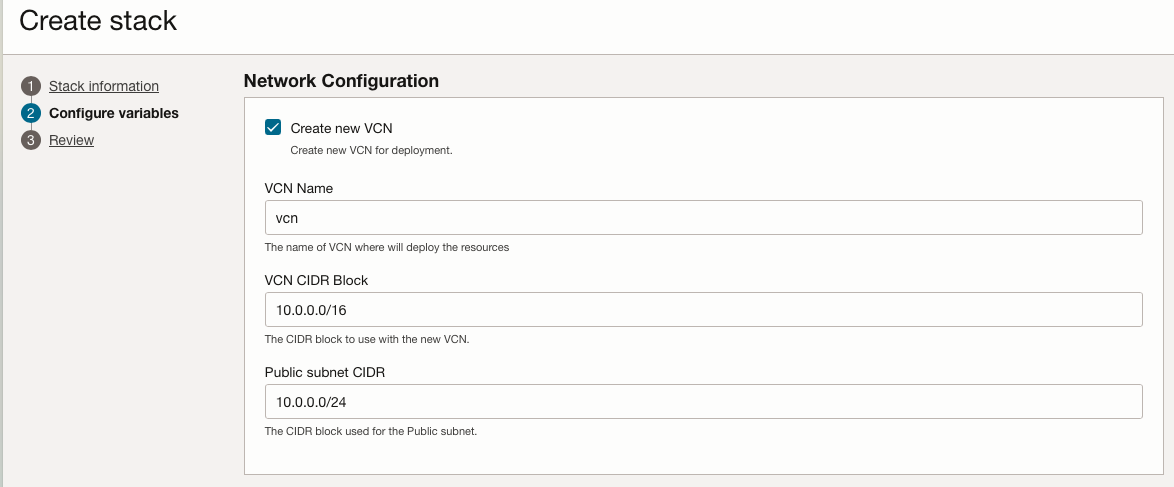 Create stack
1 Stack information
2 Configure variables
3 Review
Network Configuration
Create new VCN
Create new VCN for deployment.
VCN Name
vcn
The name of VCN where will deploy the resources
VCN CIDR Block
10.0.0.0/16
The CIDR block to use with the new VCN.
Public subnet CIDR
10.0.0.0/24
The CIDR block used for the Public subnet.